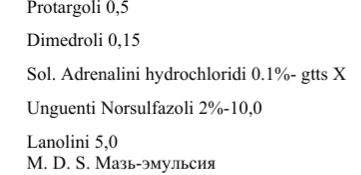 Protargoli 0,5
Dimedroli 0,15
Sol. Adrenalini hydrochloridi 0.1%- gtts X
Unguenti Norsulfazoli 2%-10,0
Lanolini 5,0
M. D. S. Мазь-эмульсия